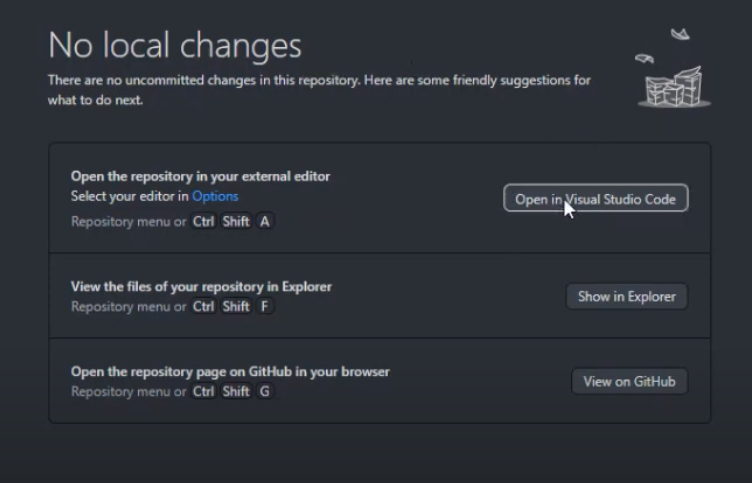 No local changes
There are no uncommitted changes in this repository. Here are some friendly suggestions for
what to do next.
Open the repository in your external editor
Select your editor in Options
Repository menu or Ctrl Shift A
Open in Visual Studio Code
View the files of your repository in Explorer
Repository menu or Ctrl Shift F
Show in Explorer
Open the repository page on GitHub in your browser
Repository menu or Ctrl Shift G
View on GitHub